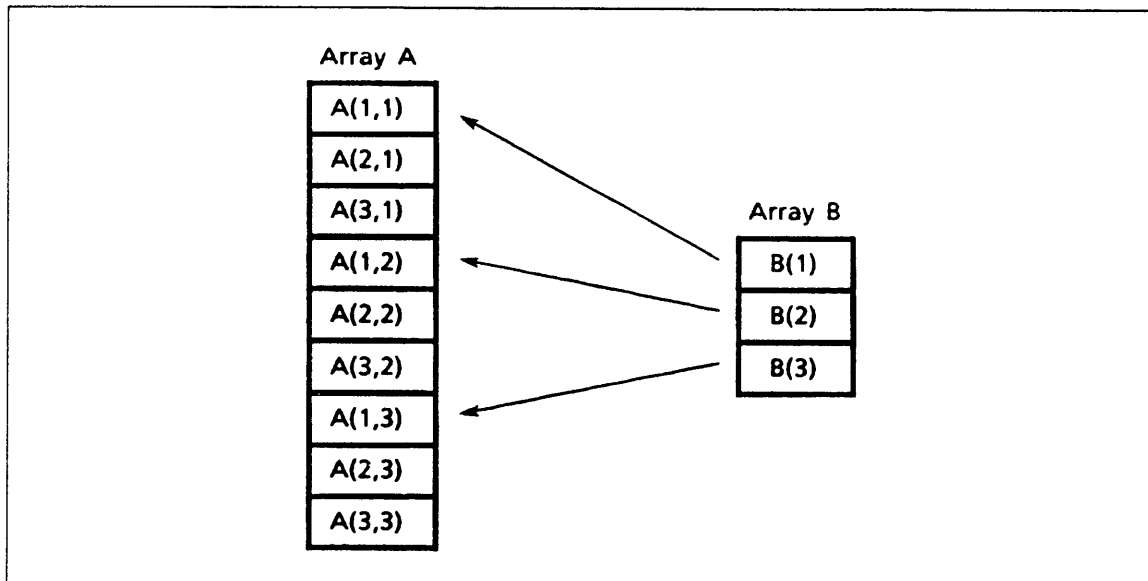 Array A
A(1,1)
A(2,1)
A(3,1)
A(1,2)
A(2,2)
A(3,2)
A(1,3)
A(2,3)
A(3,3)
Array B
B(1)
B(2)
B(3)